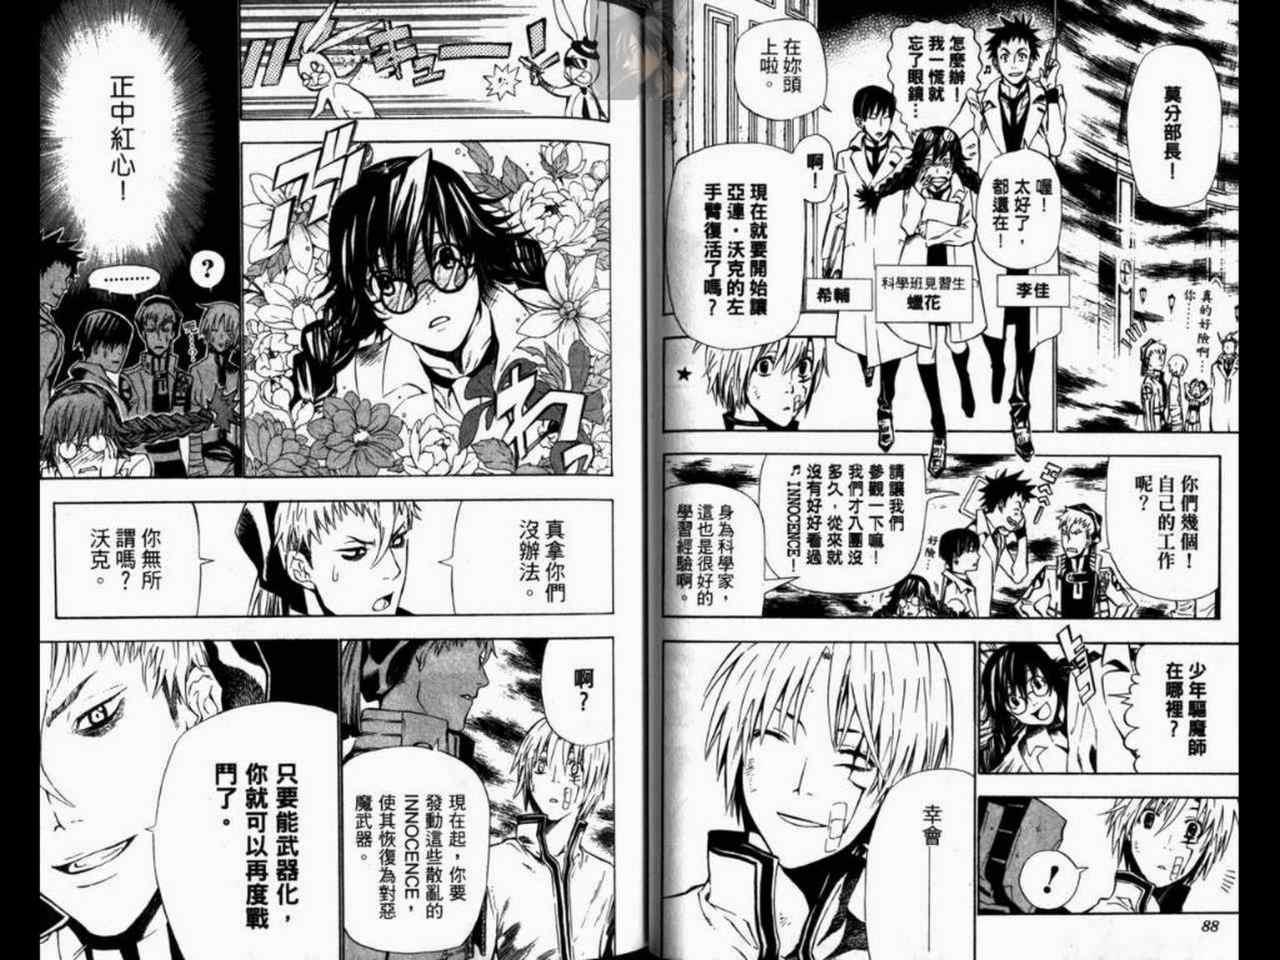 莫分部長！
喔！
太好了，
都還在！
怎麼辦！
我一慌就
忘了眼鏡…
在妳頭
上啦。
啊！
李佳
科學班見習生
蠟花
希輔
現在就要開始讓
亞連·沃克的左
手臂復活了嗎？
真的好險啊
你…
你們幾個！
自己的工作
呢？
好險…
請讓我們
參觀一下嘛！
我們才入團沒
多久，從來就
沒有好好看過
♬INNOCENCE！
身為科學家，
這也是很好的
學習經驗啊。
少年驅魔師
在哪裡？
！
幸會
88
正中紅心！
？
………
真拿你們
沒辦法。
你無所
謂嗎？
沃克。
啊？
現在起，你要
發動這些散亂的
INNOCENCE，
使其恢復為對惡
魔武器。
只要能武器化，
你就可以再度戰
鬥了。